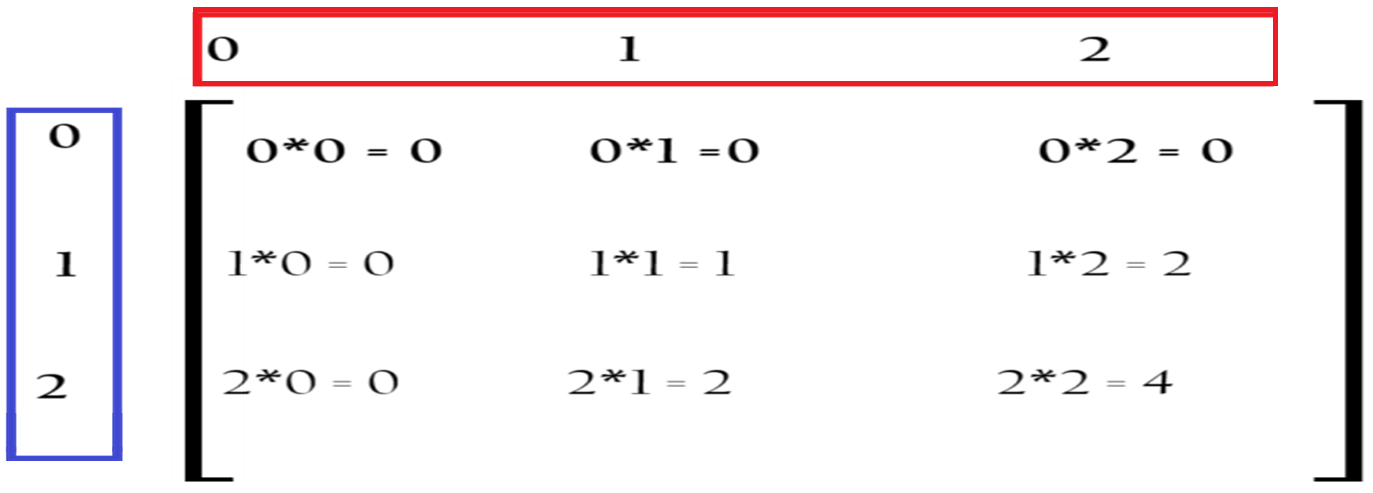 0 1 2
0 0*0 = 0 0*1 =0 0*2 = 0
1 1*0 = 0 1*1 = 1 1*2 = 2
2 2*0 = 0 2*1 = 2 2*2 = 4